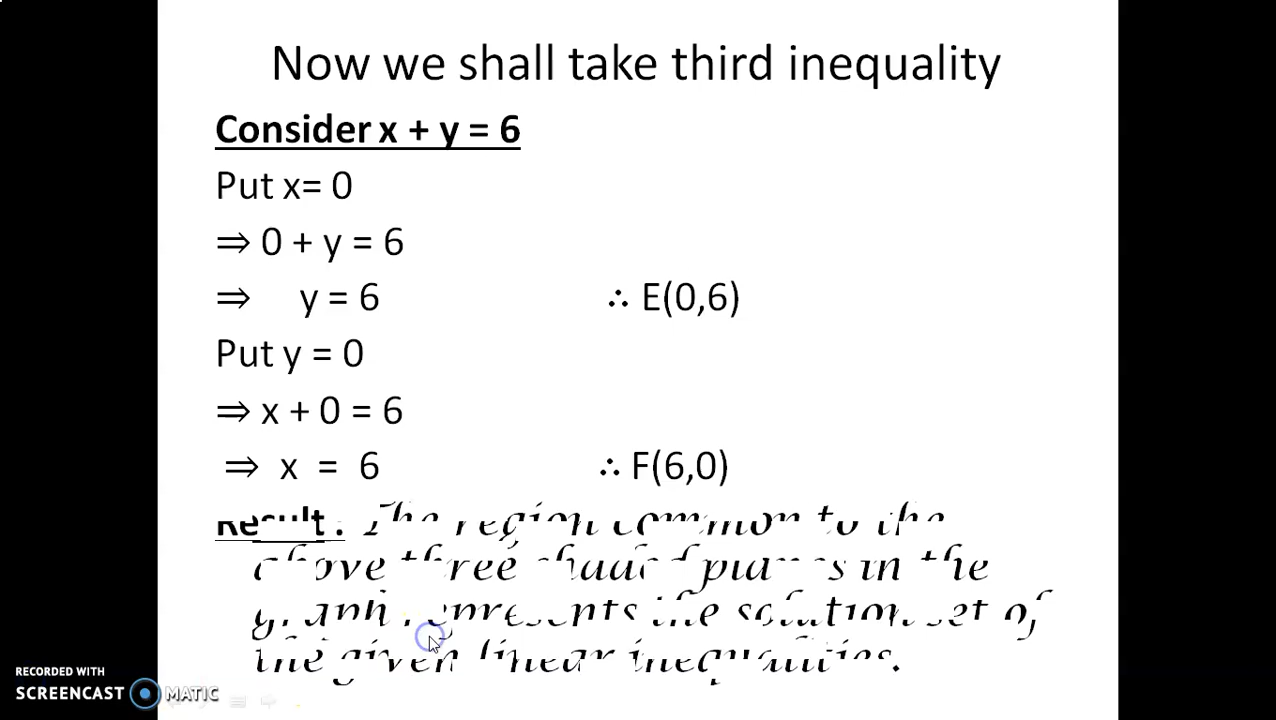 Now we shall take third inequality
Consider x + y = 6
Put x= 0
⇒ 0 + y = 6
⇒ y = 6 ∴ E(0,6)
Put y = 0
⇒ x + 0 = 6
⇒ x = 6 ∴ F(6,0)
Result : The region common to the
above three shaded planes in the
graph represents the solution set of
the given linear inequalities.
RECORDED WITH
SCREENCAST MATIC